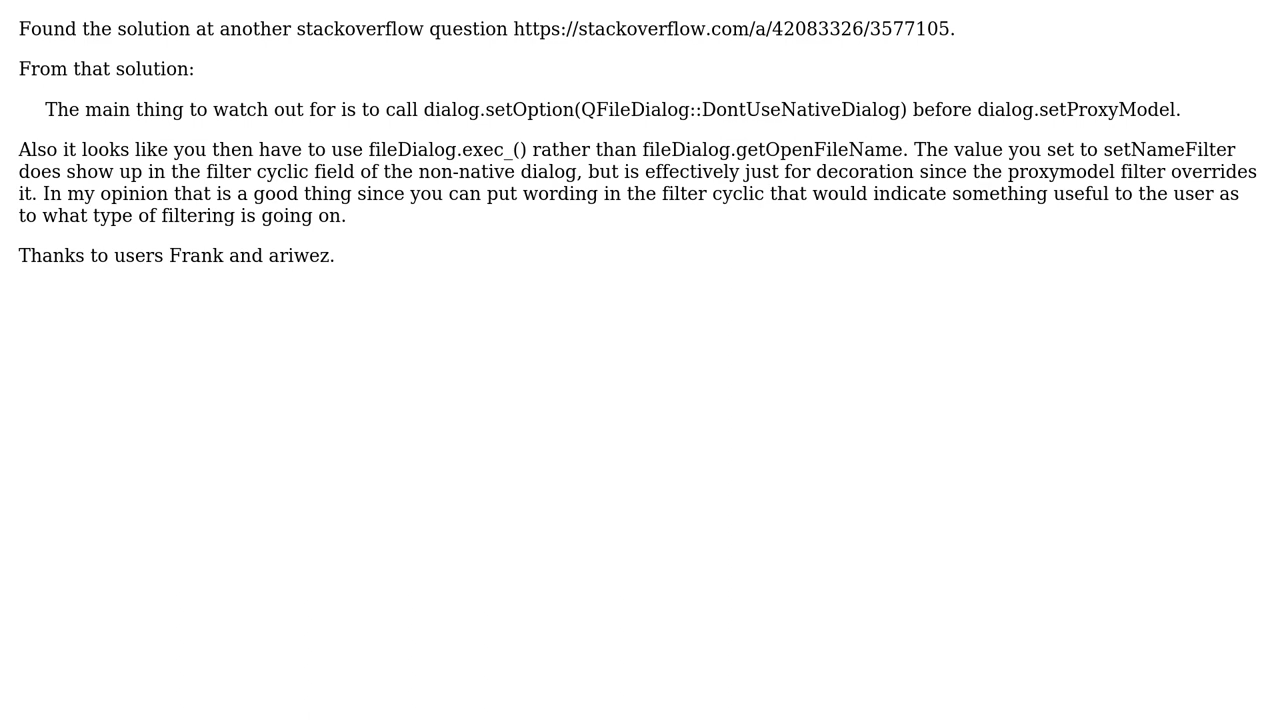 Found the solution at another stackoverflow question https://stackoverflow.com/a/42083326/3577105.
From that solution:
The main thing to watch out for is to call dialog.setOption(QFileDialog::DontUseNativeDialog) before dialog.setProxyModel.
Also it looks like you then have to use fileDialog.exec_() rather than fileDialog.getOpenFileName. The value you set to setNameFilter
does show up in the filter cyclic field of the non-native dialog, but is effectively just for decoration since the proxymodel filter overrides
it. In my opinion that is a good thing since you can put wording in the filter cyclic that would indicate something useful to the user as
to what type of filtering is going on.
Thanks to users Frank and ariwez.